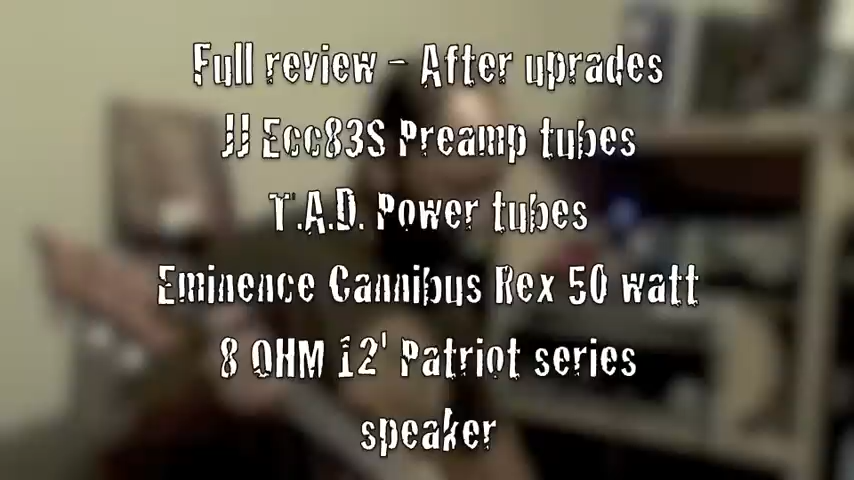 Full review - After uprades
JJ Ecc83S Preamp tubes
T.A.D. Power tubes
Eminence Cannibus Rex 50 watt
8 OHM 12' Patriot series
speaker